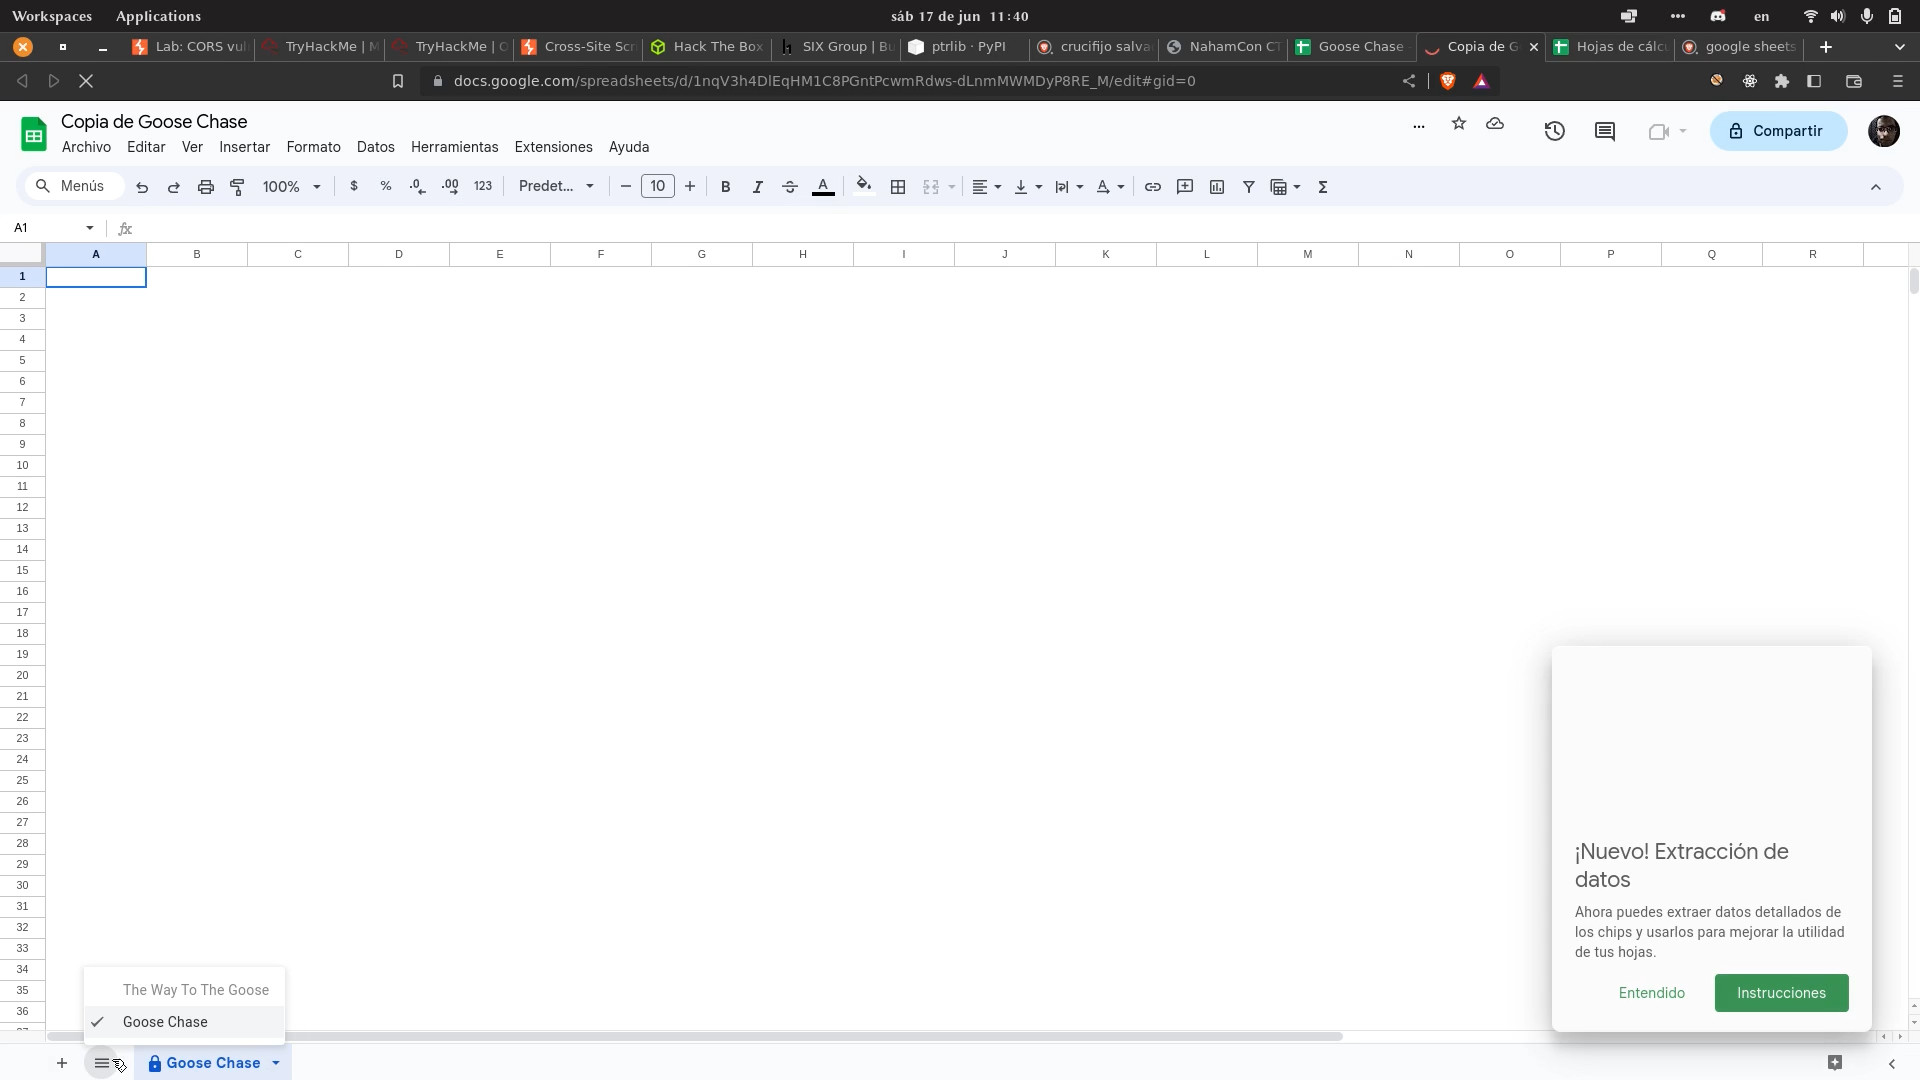 Workspaces Applications sáb 17 de jun 11:40 en
Lab: CORS vul TryHackMe | M TryHackMe | O Cross-Site Scr Hack The Box SIX Group | Bu ptrlib · PyPI crucifijo salva NahamCon CT Goose Chase Copia de G Hojas de cálcu google sheets
docs.google.com/spreadsheets/d/1nqV3h4DlEqHM1C8PGntPcwmRdws-dLnmMWMDyP8RE_M/edit#gid=0
Copia de Goose Chase
Archivo Editar Ver Insertar Formato Datos Herramientas Extensiones Ayuda
Compartir
Menús 100% $ % .0 .00 123 Predet... 10 B I A Σ
A1 fx
A B C D E F G H I J K L M N O P Q R
1
2
3
4
5
6
7
8
9
10
11
12
13
14
15
16
17
18
19
20
21
22
23
24
25
26
27
28
29
30
31
32
33
34
35
36
37
¡Nuevo! Extracción de
datos
Ahora puedes extraer datos detallados de
los chips y usarlos para mejorar la utilidad
de tus hojas.
Entendido Instrucciones
The Way To The Goose
Goose Chase
Goose Chase